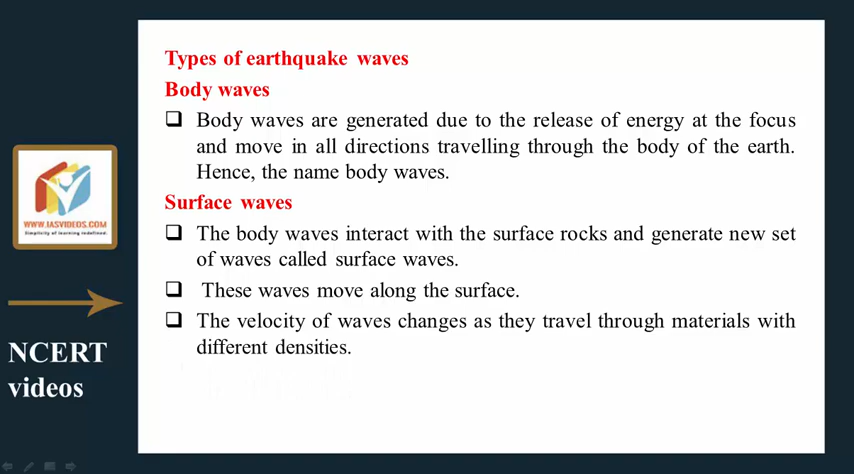 Types of earthquake waves
Body waves
Body waves are generated due to the release of energy at the focus
and move in all directions travelling through the body of the earth.
Hence, the name body waves.
Surface waves
The body waves interact with the surface rocks and generate new set
of waves called surface waves.
These waves move along the surface.
The velocity of waves changes as they travel through materials with
different densities.
WWW.IASVIDEOS.COM
Simplicity of learning redefined.
NCERT
videos